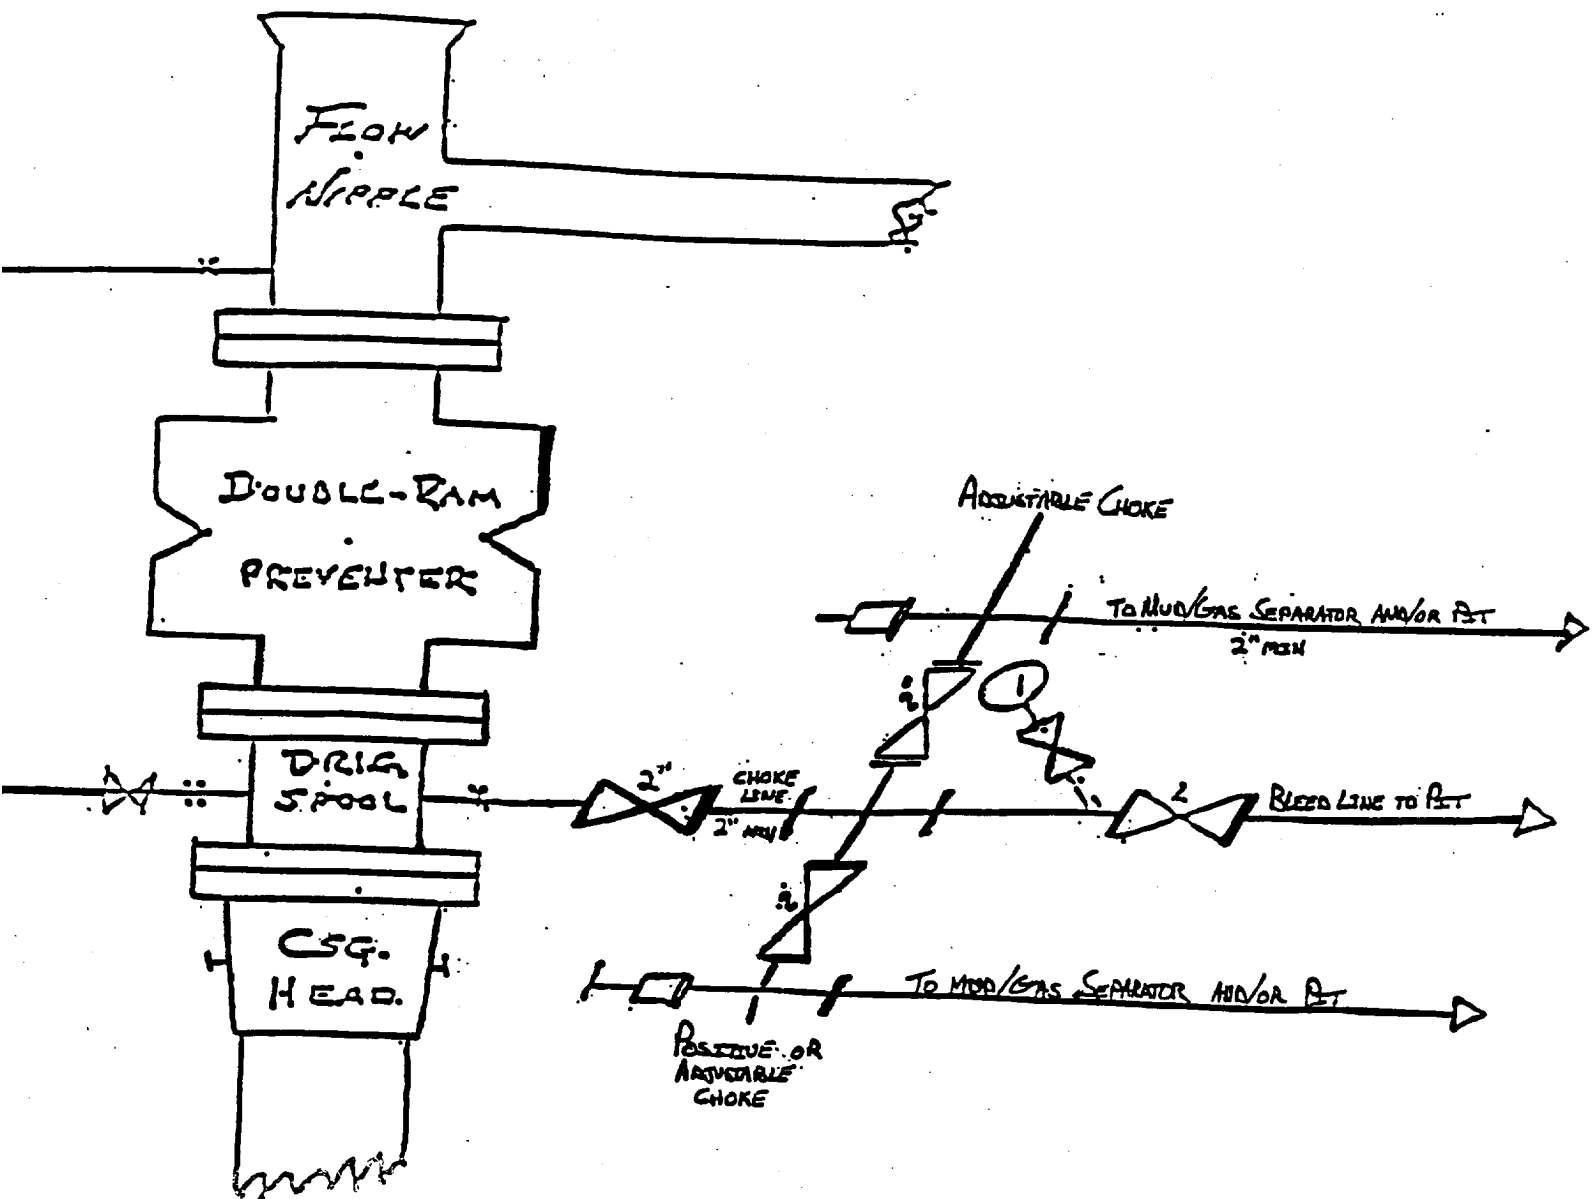 FLOW
NIPPLE
DOUBLE-RAM
PREVENTER
ADJUSTABLE CHOKE
TO MUD/GAS SEPARATOR AND/OR PIT
2" MIN
1
DRLG.
SPOOL
2"
CHOKE
LINE
2" MIN
2
BLEED LINE TO PIT
CSG.
HEAD.
TO MUD/GAS SEPARATOR AND/OR PIT
POSITIVE OR
ADJUSTABLE
CHOKE